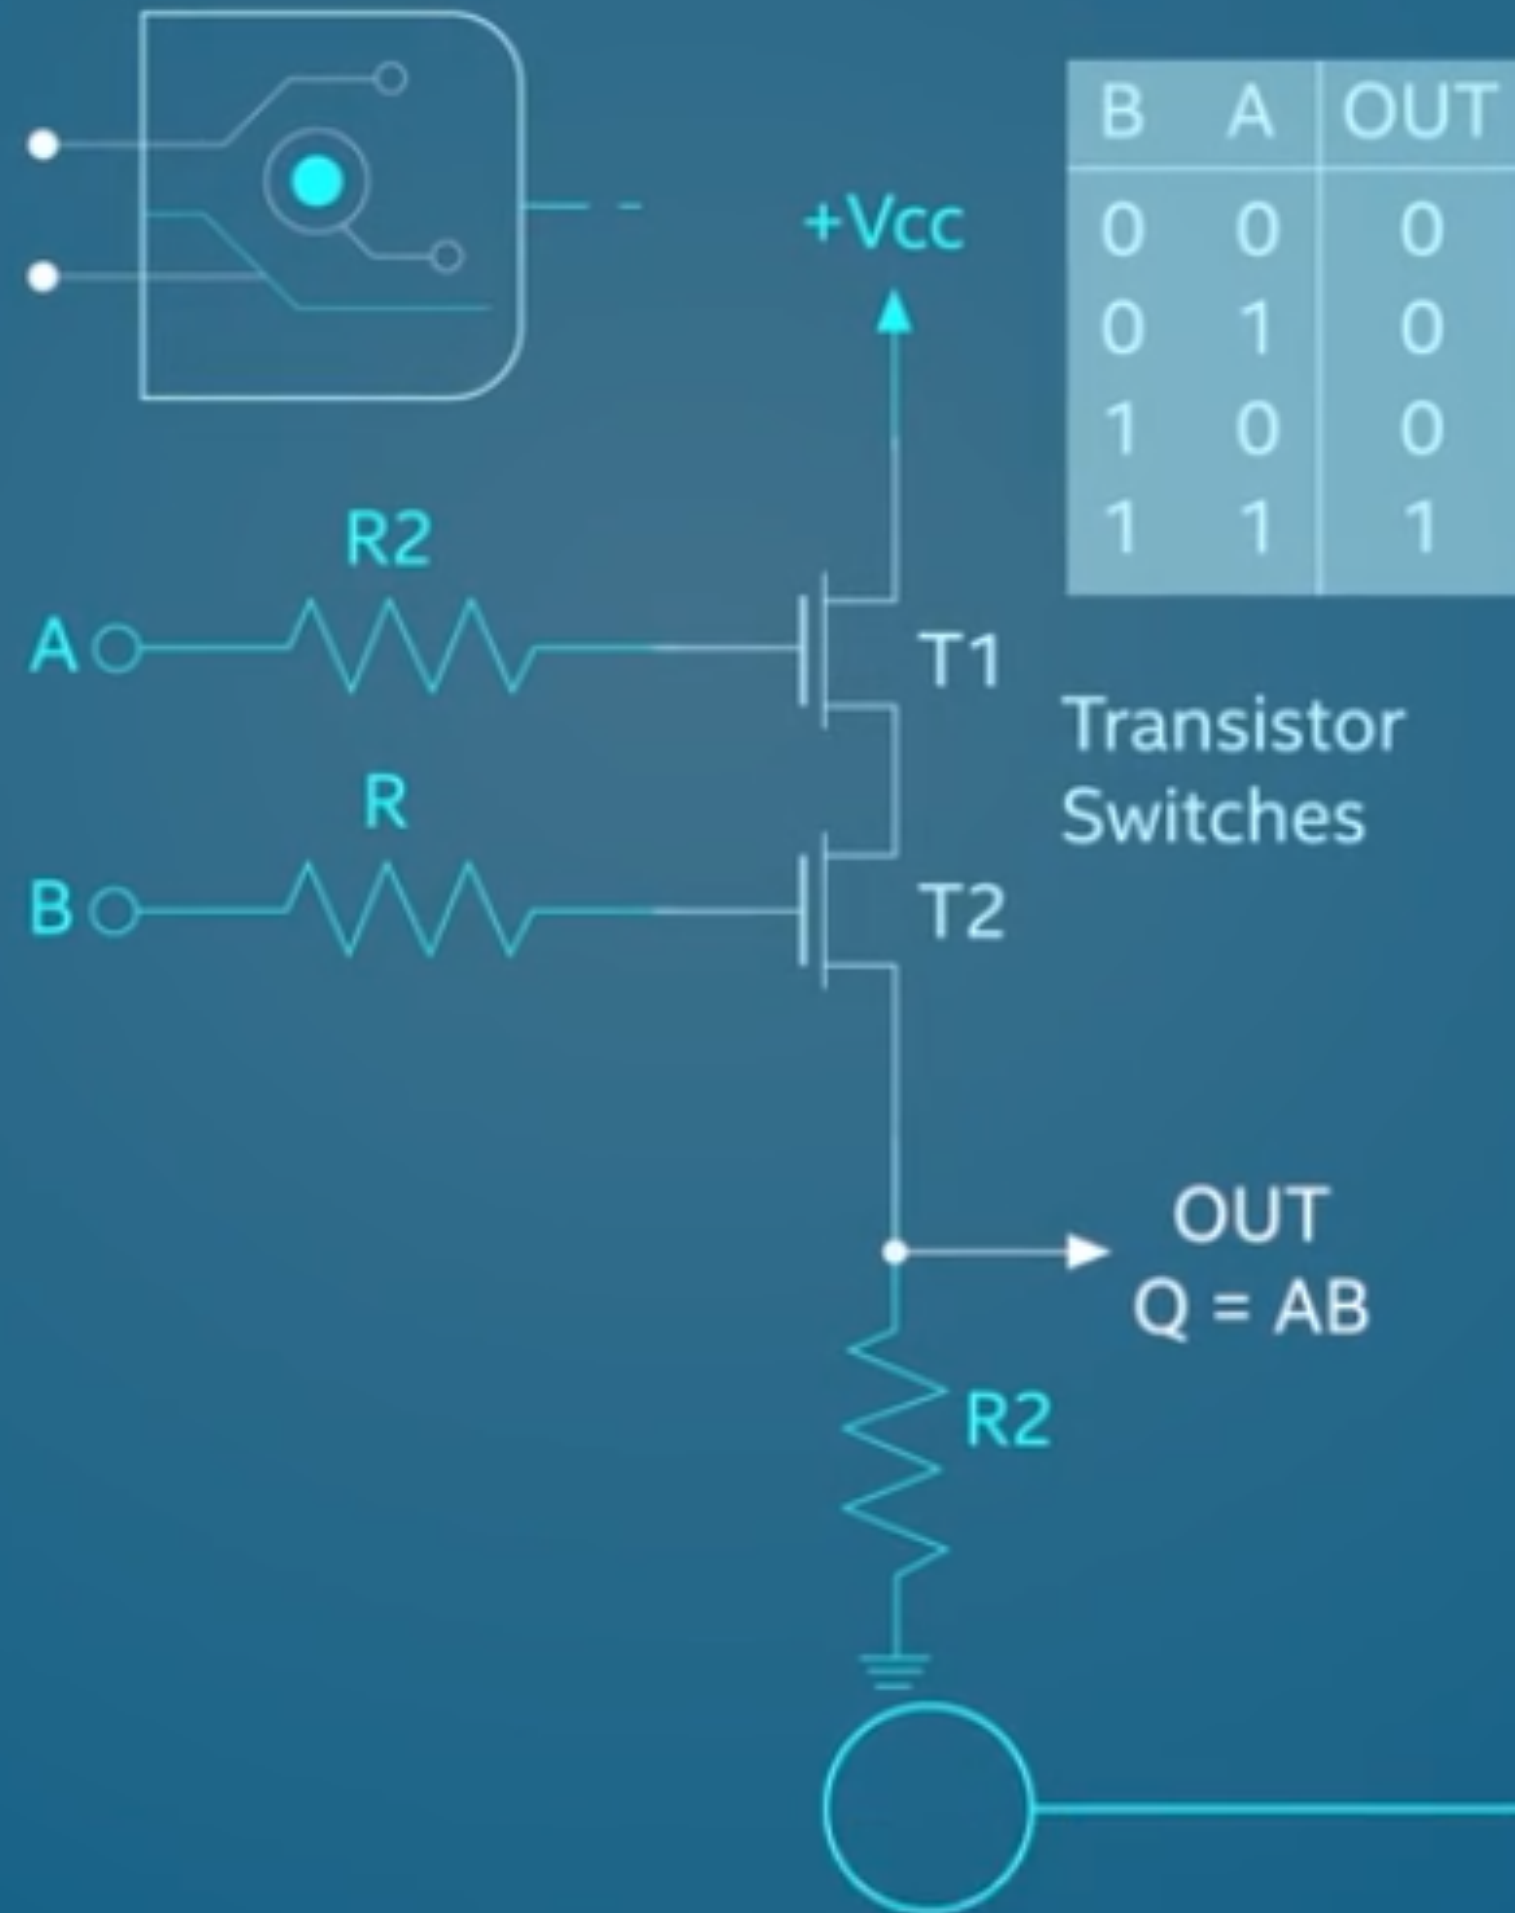 B A OUT
0 0 0
0 1 0
1 0 0
1 1 1
+Vcc
R2
A
T1
Transistor
Switches
R
B
T2
OUT
Q = AB
R2